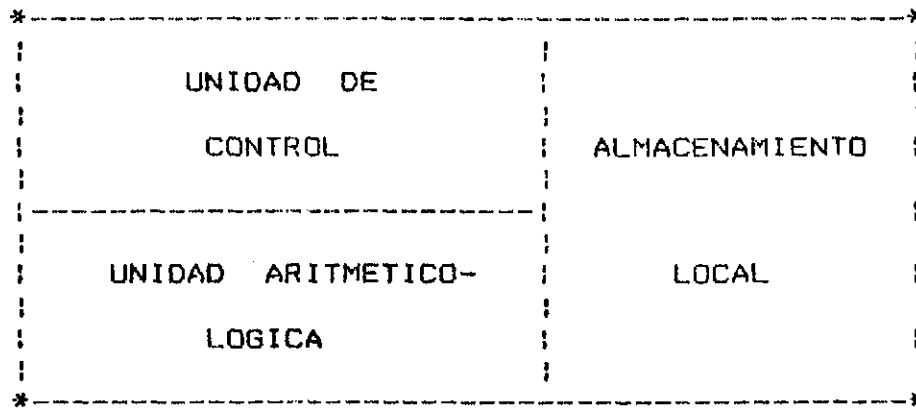 UNIDAD DE
CONTROL
ALMACENAMIENTO
UNIDAD ARITMETICO-
LOCAL
LOGICA